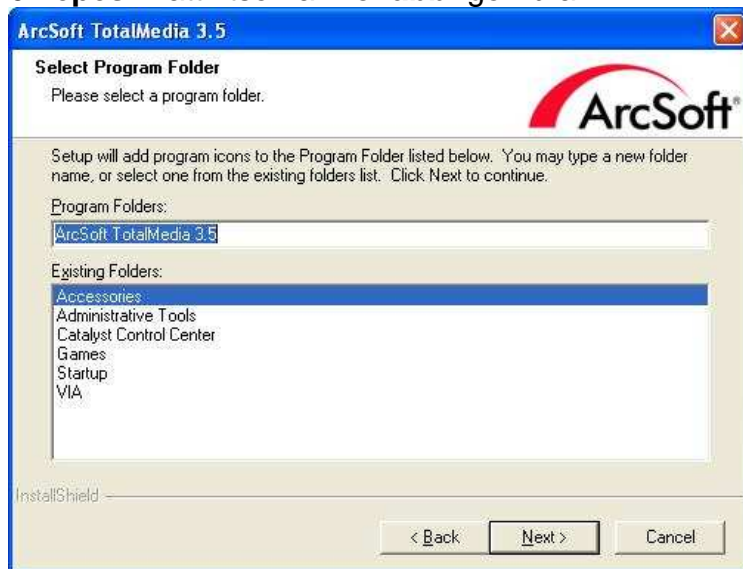 ArcSoft TotalMedia 3.5
Select Program Folder
Please select a program folder.
ArcSoft®
Setup will add program icons to the Program Folder listed below. You may type a new folder
name, or select one from the existing folders list. Click Next to continue.
Program Folders:
ArcSoft TotalMedia 3.5
Existing Folders:
Accessories
Administrative Tools
Catalyst Control Center
Games
Startup
VIA
InstallShield
< Back
Next >
Cancel